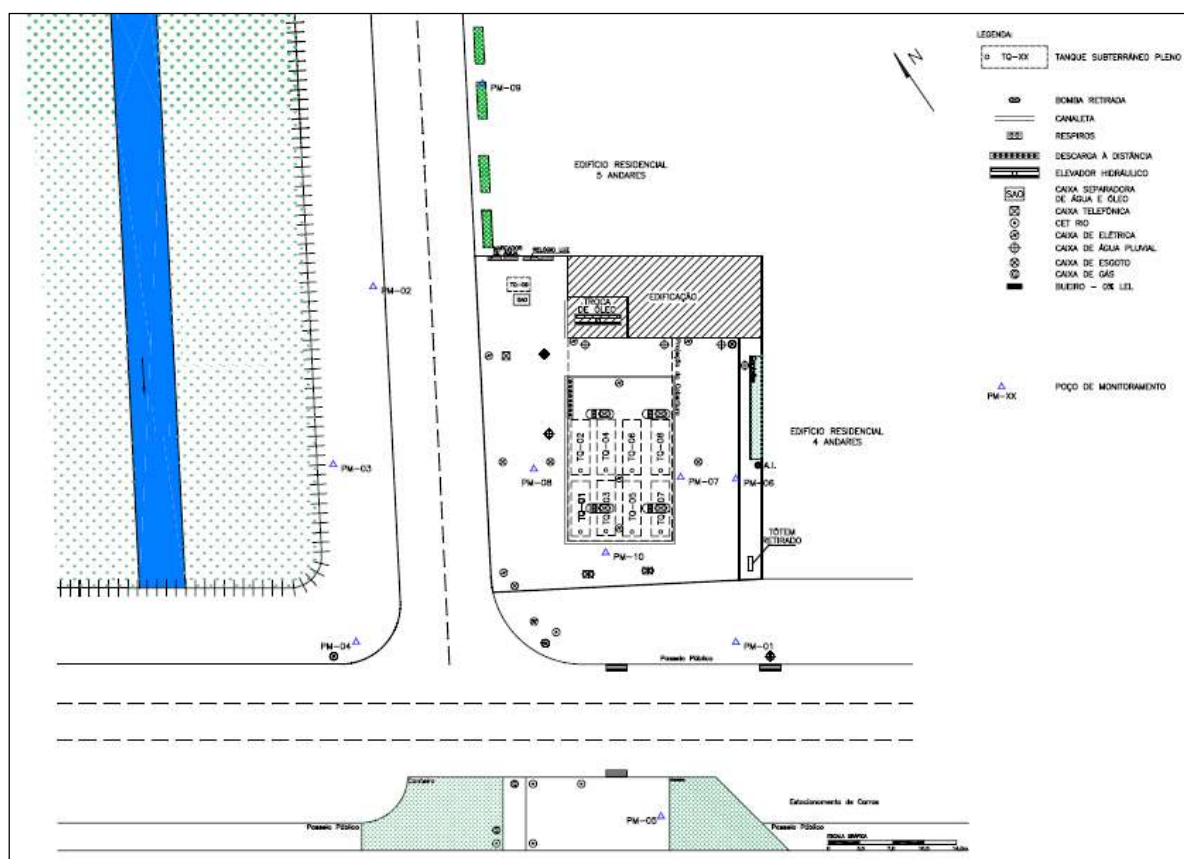 LEGENDA:
TQ-XX
TANQUE SUBTERRÂNEO PLENO
BOMBA RETIRADA
CANALETA
RESPIROS
DESCARGA À DISTÂNCIA
ELEVADOR HIDRÁULICO
SAO
CAIXA SEPARADORA
DE ÁGUA E ÓLEO
CAIXA TELEFÔNICA
CET RIO
CAIXA DE ELÉTRICA
CAIXA DE ÁGUA PLUVIAL
CAIXA DE ESGOTO
CAIXA DE GÁS
BUEIRO - 0% LEL
PM-XX
POÇO DE MONITORAMENTO
N
PM-09
EDIFÍCIO RESIDENCIAL
5 ANDARES
RELOGIO LUZ
PM-02
SAO
TROCA
DE ÓLEO
EDIFICAÇÃO
Projeção da Cobertura
EDIFÍCIO RESIDENCIAL
4 ANDARES
TQ-02
TQ-04
TQ-06
TQ-08
PM-03
PM-08
PM-07
A.I.
PM-06
TQ-01
TQ-03
TQ-05
TQ-07
TÓTEM
RETIRADO
PM-10
PM-04
Passeio Público
PM-01
Canteiro
PM-05
Estacionamento de Carros
Passeio Público
Passeio Público
ESCALA GRÁFICA